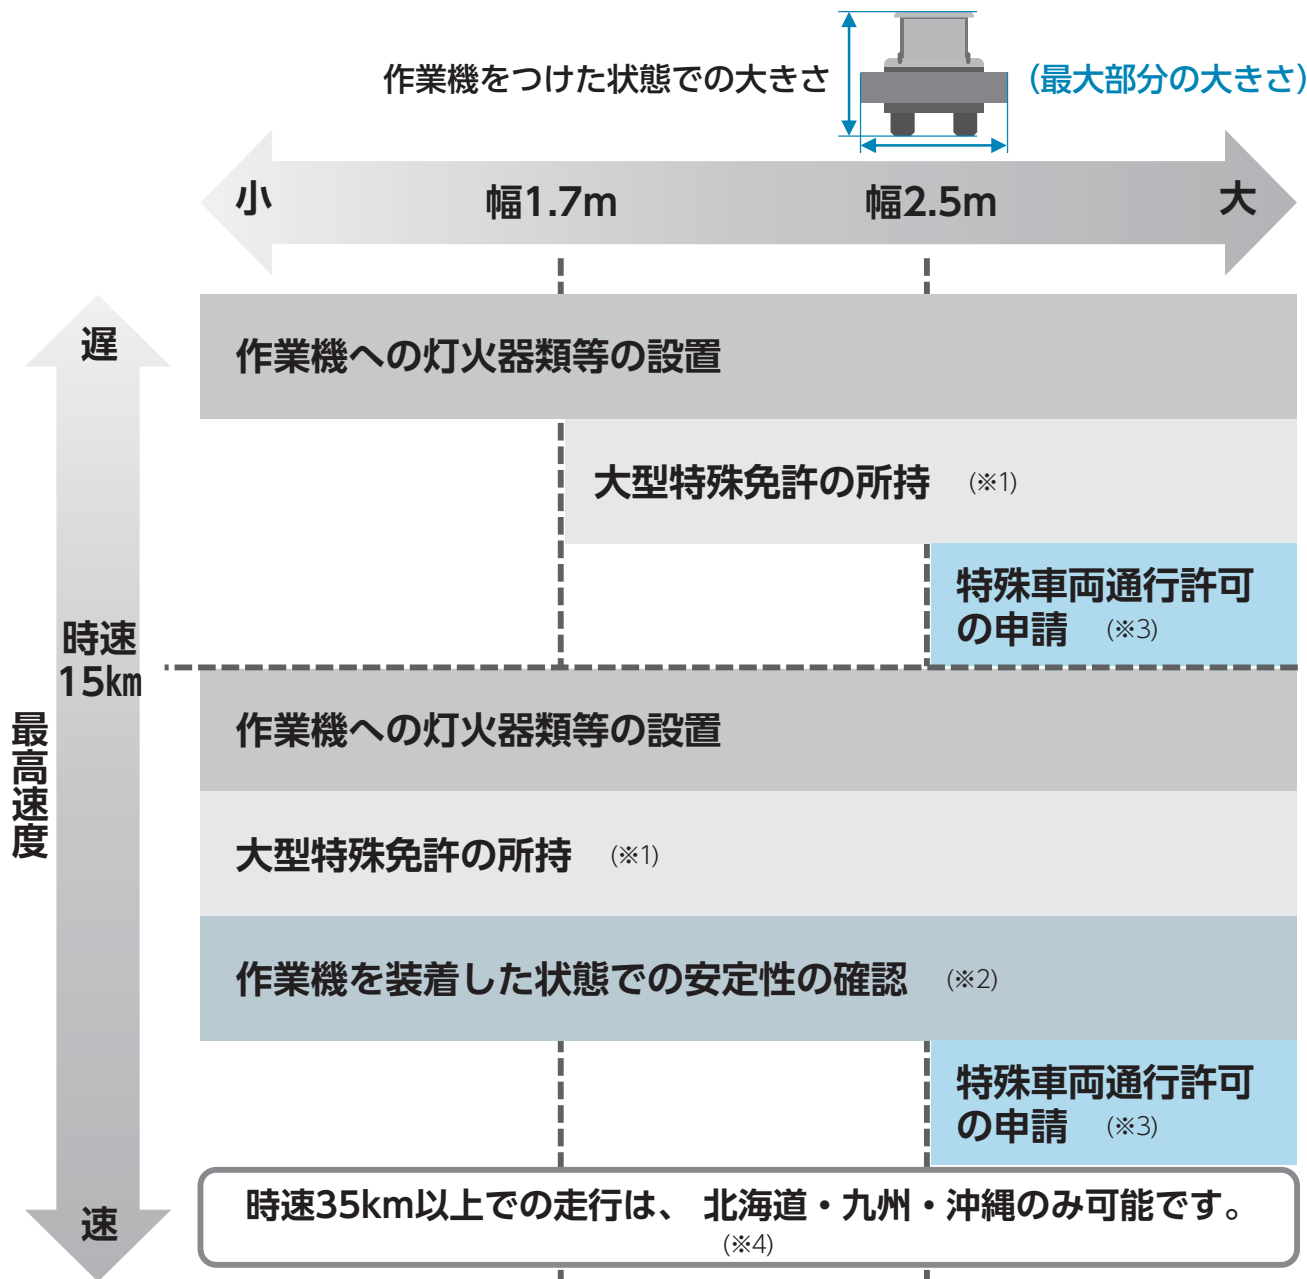 作業機をつけた状態での大きさ
(最大部分の大きさ)
小 幅1.7m 幅2.5m 大
遅
作業機への灯火器類等の設置
大型特殊免許の所持 (※1)
特殊車両通行許可
の申請 (※3)
時速
15㎞
最高速度
作業機への灯火器類等の設置
大型特殊免許の所持 (※1)
作業機を装着した状態での安定性の確認 (※2)
特殊車両通行許可
の申請 (※3)
速
時速35km以上での走行は、 北海道・九州・沖縄のみ可能です。
(※4)